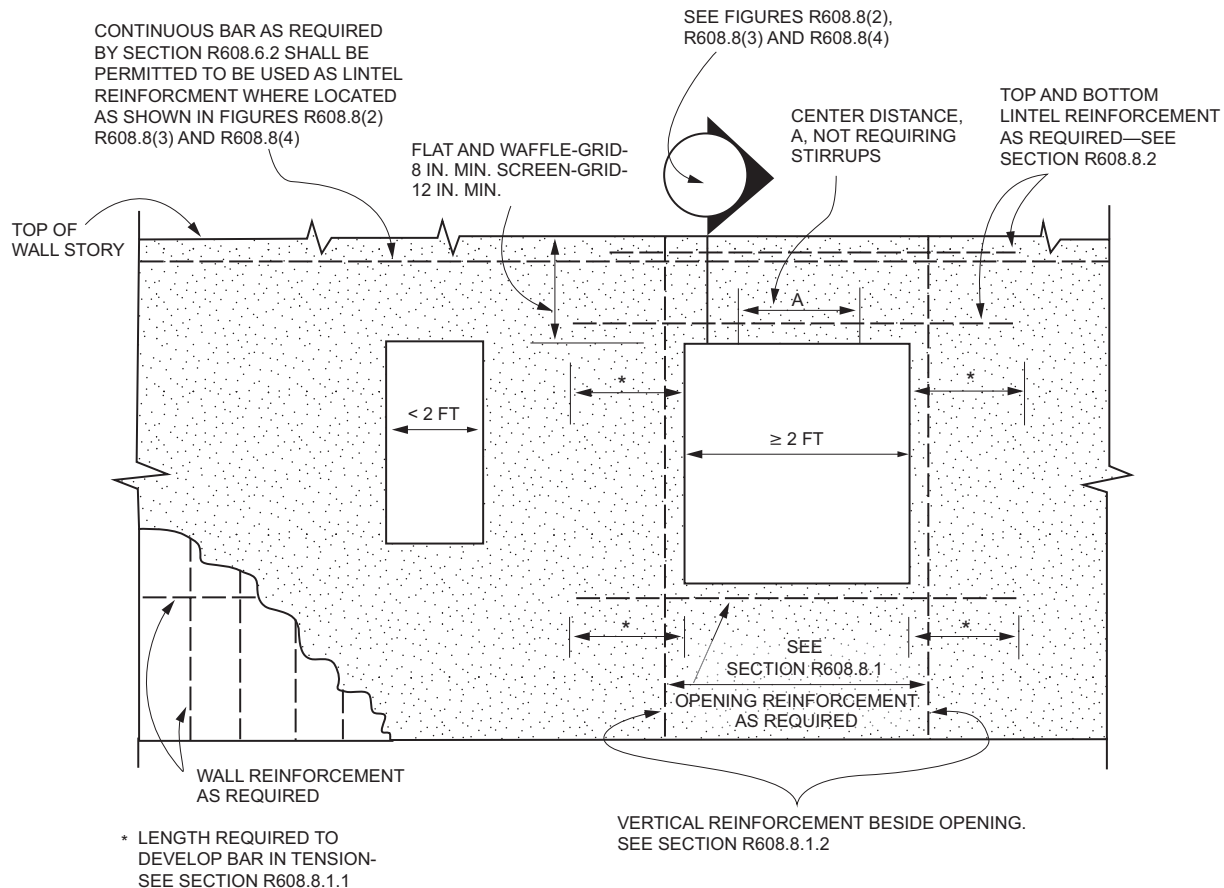 CONTINUOUS BAR AS REQUIRED
BY SECTION R608.6.2 SHALL BE
PERMITTED TO BE USED AS LINTEL
REINFORCMENT WHERE LOCATED
AS SHOWN IN FIGURES R608.8(2)
R608.8(3) AND R608.8(4)
SEE FIGURES R608.8(2),
R608.8(3) AND R608.8(4)
FLAT AND WAFFLE-GRID-
8 IN. MIN. SCREEN-GRID-
12 IN. MIN.
CENTER DISTANCE,
A, NOT REQUIRING
STIRRUPS
TOP AND BOTTOM
LINTEL REINFORCEMENT
AS REQUIRED—SEE
SECTION R608.8.2
TOP OF
WALL STORY
A
*
*
< 2 FT
≥ 2 FT
*
*
SEE
SECTION R608.8.1
OPENING REINFORCEMENT
AS REQUIRED
WALL REINFORCEMENT
AS REQUIRED
VERTICAL REINFORCEMENT BESIDE OPENING.
SEE SECTION R608.8.1.2
* LENGTH REQUIRED TO
DEVELOP BAR IN TENSION-
SEE SECTION R608.8.1.1